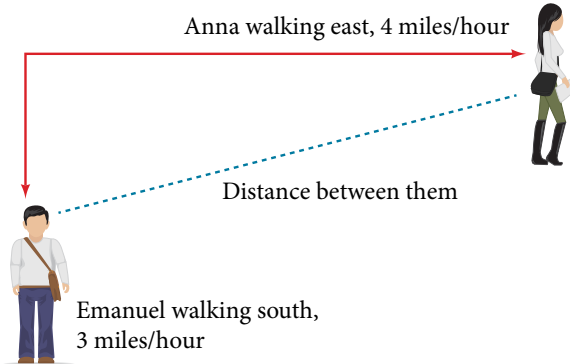 Anna walking east, 4 miles/hour
Distance between them
Emanuel walking south,
3 miles/hour